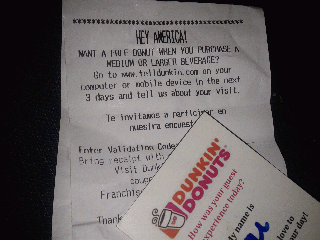 HEY AMERICA!
WANT A FREE DONUT WHEN YOU PURCHASE A
MEDIUM OR LARGER BEVERAGE?
Go to www.telldunkin.com on your
computer or mobile device in the next
3 days and tell us about your visit.
Te invitamos a participar en
nuestra encuest
Enter Validation Code
Bring receipt with
Visit Dunk
coup
Franchis
Thank
DUNKIN'
DONUTS
How was your guest
experience today?
y name is
love to
your day!